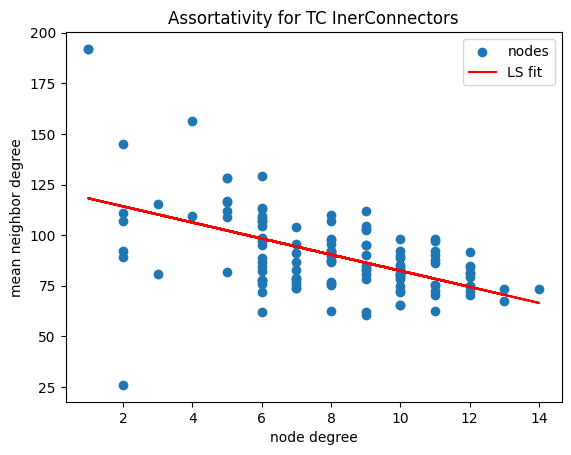 Assortativity for TC InerConnectors
nodes
LS fit
mean neighbor degree
200
175
150
125
100
75
50
25
2 4 6 8 10 12 14
node degree